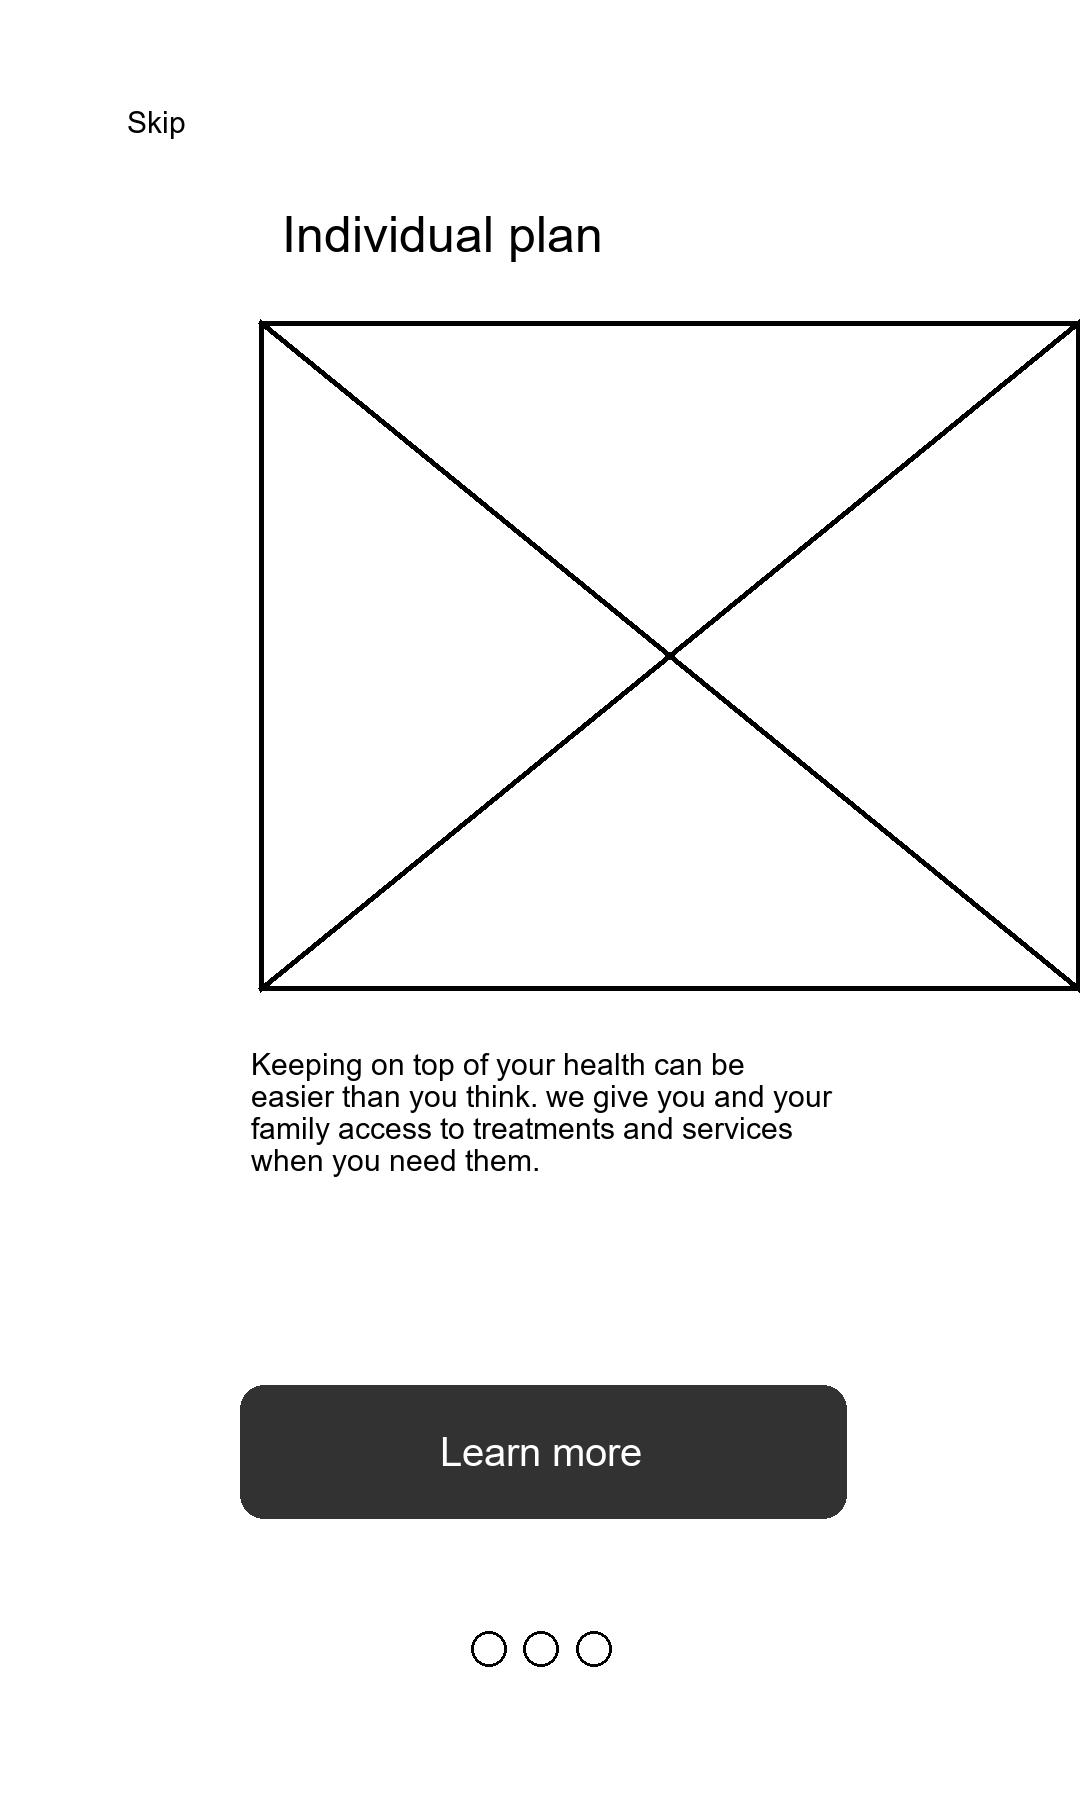 Skip
Individual plan
Keeping on top of your health can be
easier than you think. we give you and your
family access to treatments and services
when you need them.
Learn more